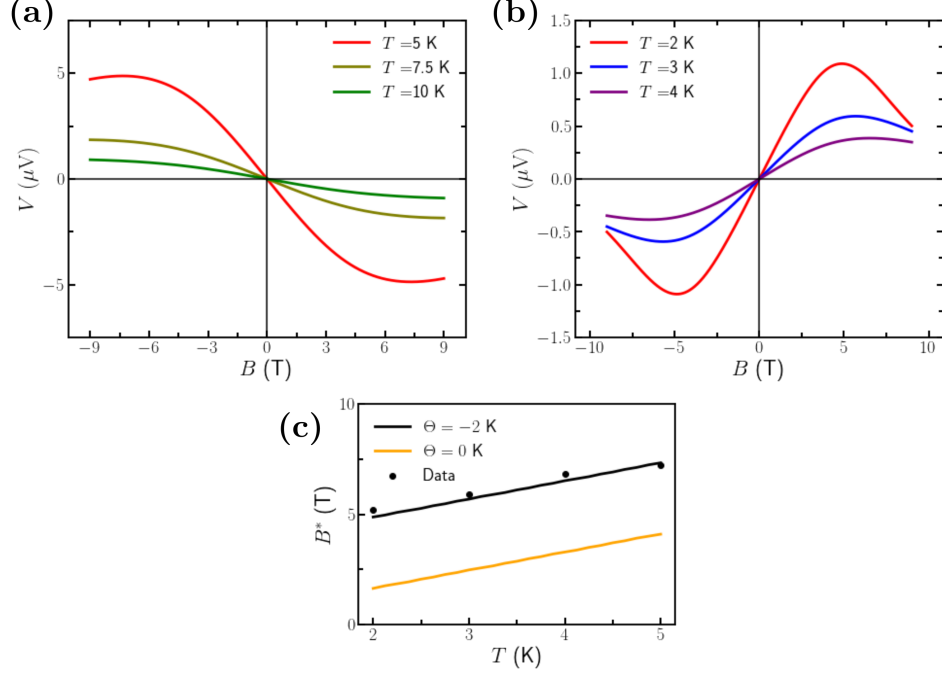 (a)
T =5 K
T =7.5 K
T =10 K
5
0
−5
V (μV)
−9 −6 −3 0 3 6 9
B (T)
(b)
T =2 K
T =3 K
T =4 K
1.5
1.0
0.5
0.0
−0.5
−1.0
−1.5
V (μV)
−10 −5 0 5 10
B (T)
(c)
Θ = −2 K
Θ = 0 K
Data
10
5
0
B* (T)
2 3 4 5
T (K)